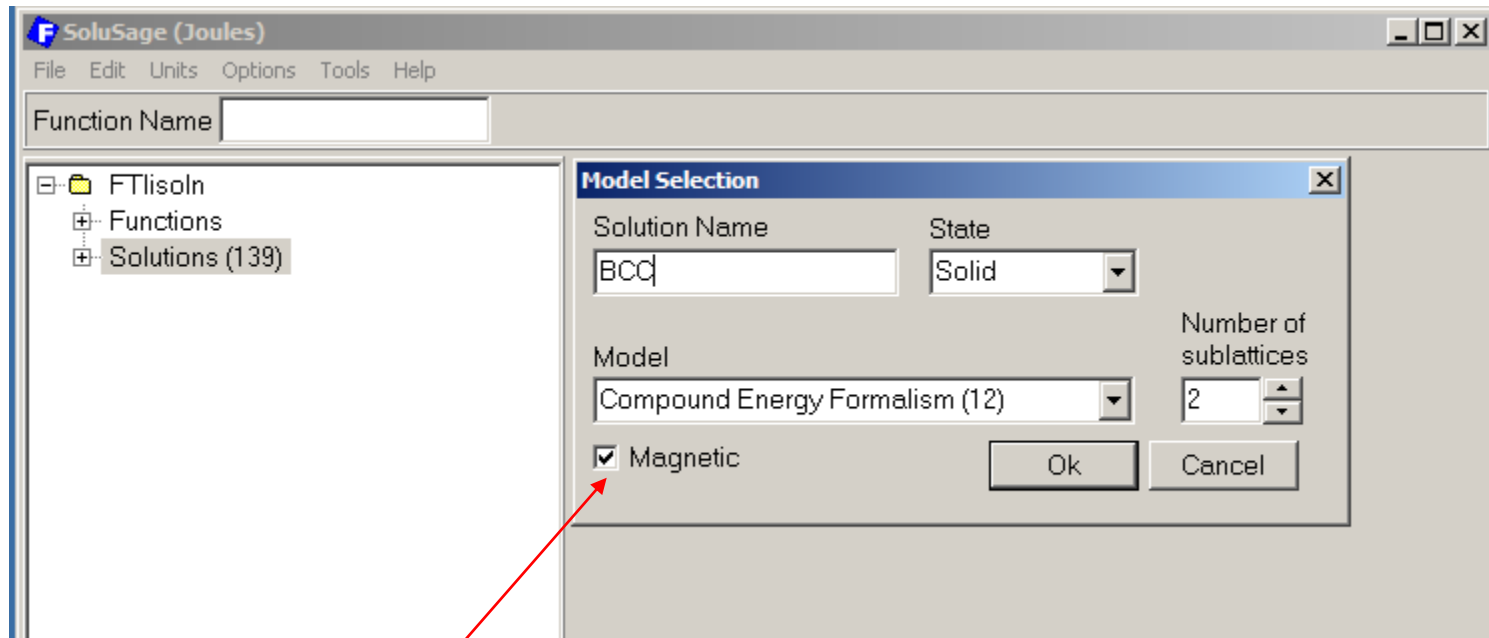 SoluSage (Joules)
File Edit Units Options Tools Help
Function Name
FTlisoln
Functions
Solutions (139)
Model Selection
Solution Name
State
BCC
Solid
Number of
sublattices
Model
Compound Energy Formalism (12)
2
Magnetic
Ok
Cancel